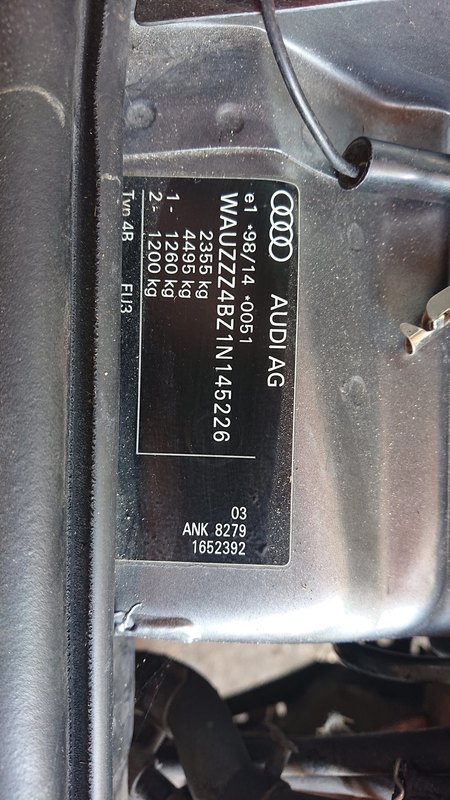 AUDI AG
e1 *98/14 *0051
WAUZZZ4BZ1N145226
2355 kg
4495 kg
1- 1260 kg
2- 1200 kg
Typ 4B EU3
03
ANK 8279
1652392